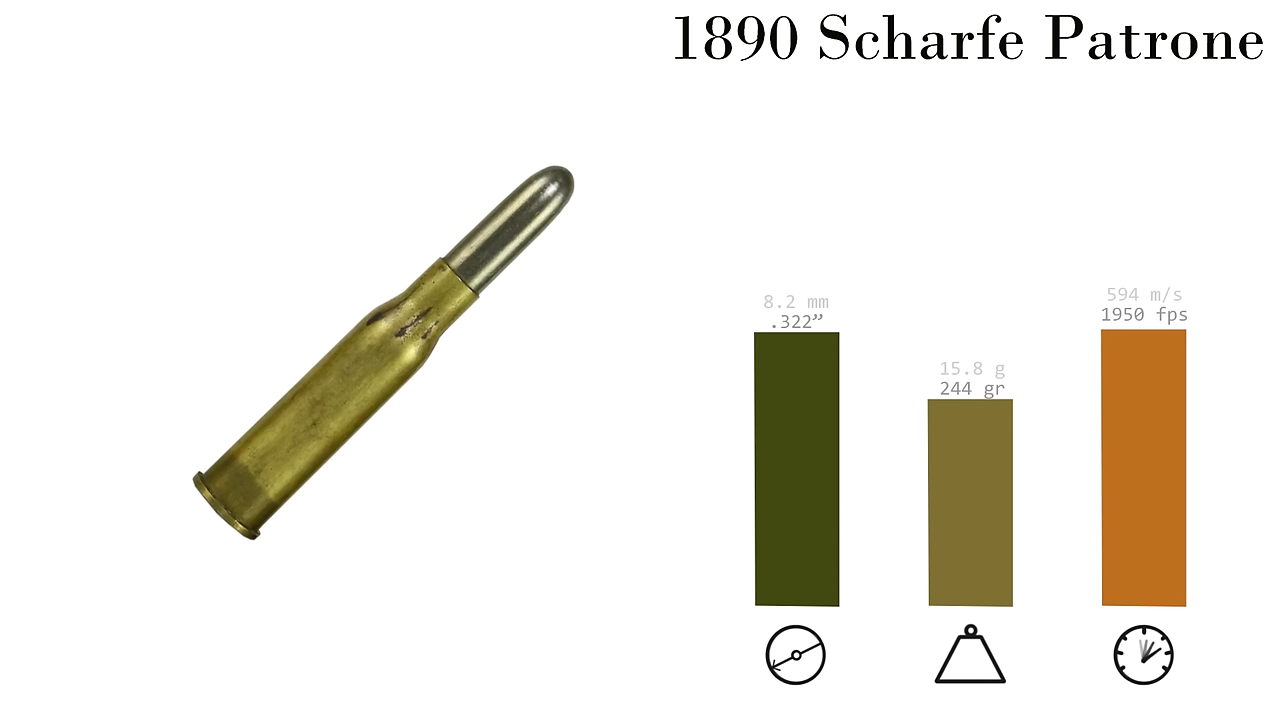 1890 Scharfe Patrone
8.2 mm
.322”
15.8 g
244 gr
594 m/s
1950 fps